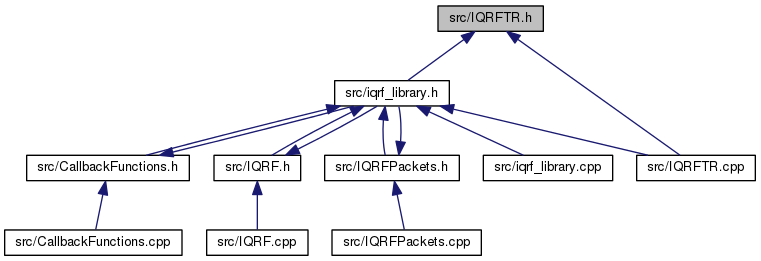 src/IQRFTR.h
src/iqrf_library.h
src/CallbackFunctions.h
src/IQRF.h
src/IQRFPackets.h
src/iqrf_library.cpp
src/IQRFTR.cpp
src/CallbackFunctions.cpp
src/IQRF.cpp
src/IQRFPackets.cpp